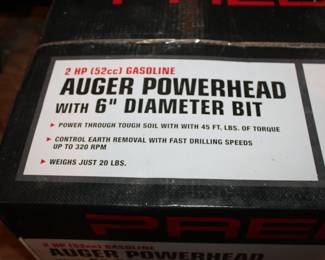 2 HP (52cc) GASOLINE
AUGER POWERHEAD
WITH 6" DIAMETER BIT
▸ POWER THROUGH TOUGH SOIL WITH WITH 45 FT. LBS. OF TORQUE
▸ CONTROL EARTH REMOVAL WITH FAST DRILLING SPEEDS
UP TO 320 RPM
▸ WEIGHS JUST 20 LBS.
2 HP (52cc) GASOLINE
AUGER POWERHEAD